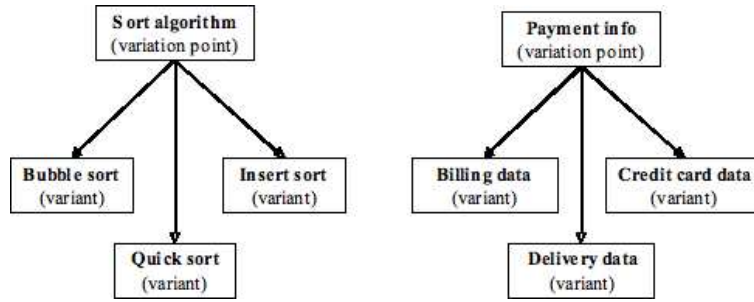 Sort algorithm
(variation point)
Bubble sort
(variant)
Insert sort
(variant)
Quick sort
(variant)
Payment info
(variation point)
Billing data
(variant)
Credit card data
(variant)
Delivery data
(variant)